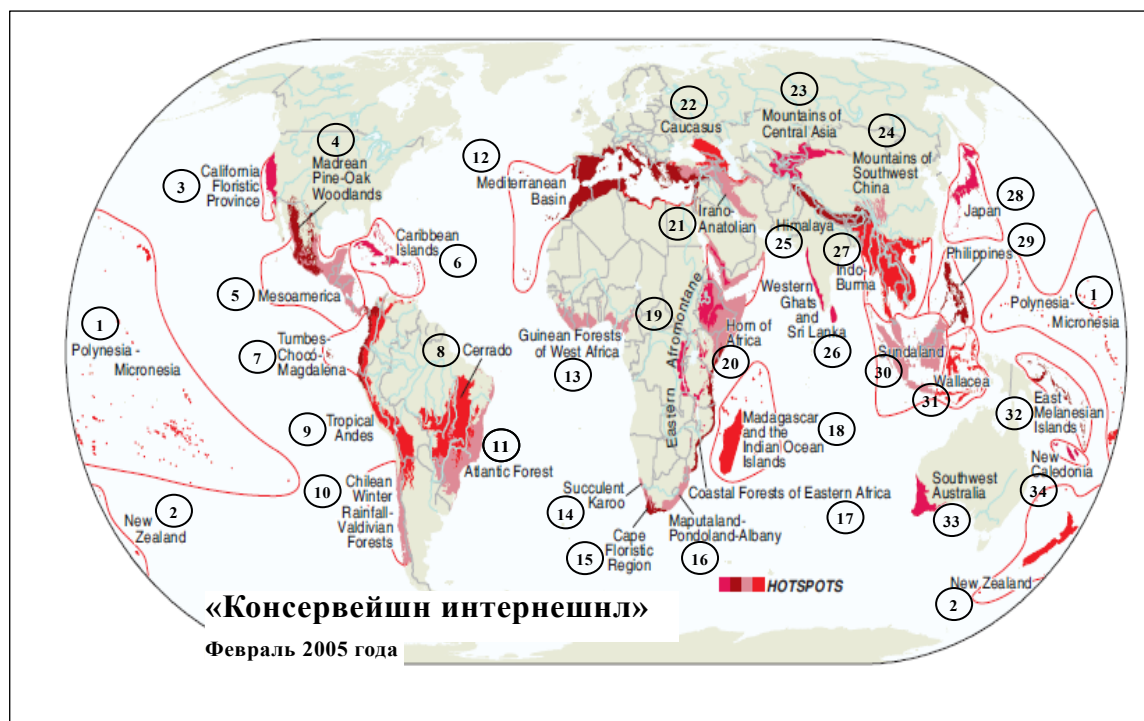 23
22
Caucasus
Mountains of
Central Asia
24
Mountains of
Southwest
China
4
Madrean
Pine-Oak
Woodlands
3
California
Floristic
Province
12
Mediterranean
Basin
21
Irano-
Anatolian
Himalaya
25
27
Indo-
Burma
Japan
28
29
Philippines
Caribbean
Islands
6
5
Mesoamerica
1
Polynesia -
Micronesia
7
Tumbes-
Chocó-
Magdalena
8
Cerrado
Guinean Forests
of West Africa
13
19
Eastern Afromontane
Horn of
Africa
20
Western
Ghats
and
Sri Lanka
26
Sundaland
30
Wallacea
31
1
Polynesia-
Micronesia
32
East
Melanesian
Islands
9
Tropical
Andes
11
Atlantic Forest
Madagascar
and the
Indian Ocean
Islands
18
New
Caledonia
34
10
Chilean
Winter
Rainfall-
Valdivian
Forests
2
New
Zealand
Succulent
Karoo
14
15
Cape
Floristic
Region
Coastal Forests of Eastern Africa
17
Maputaland-
Pondoland-Albany
16
Southwest
Australia
33
HOTSPOTS
New Zealand
2
«Консервейшн интернешнл»
Февраль 2005 года